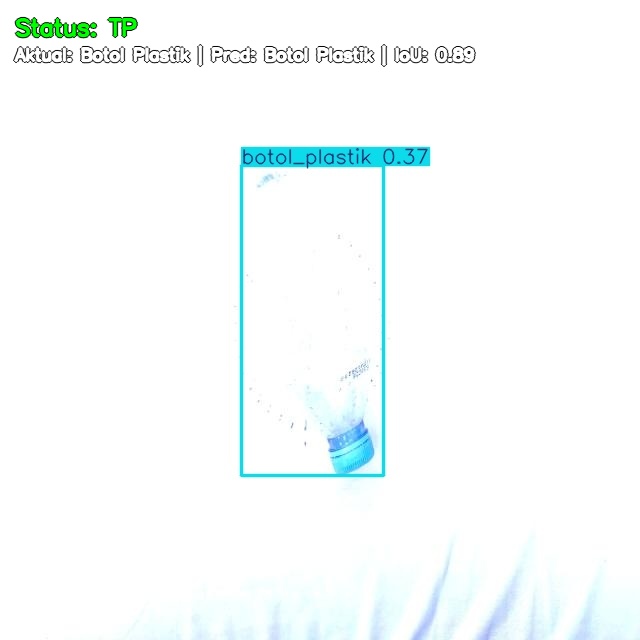 Status: TP
Aktual: Botol Plastik | Pred: Botol Plastik | IoU: 0.89
botol_plastik 0.37